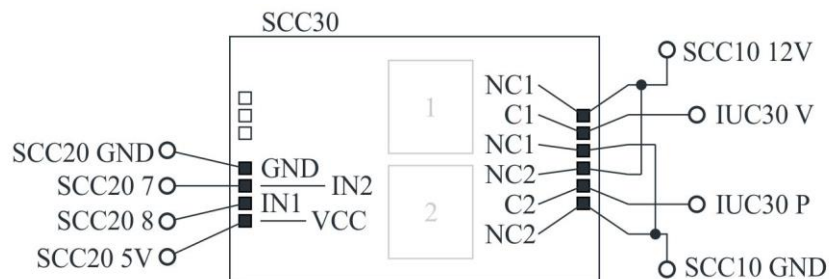 SCC30
SCC10 12V
NC1
1
C1
IUC30 V
NC1
SCC20 GND
GND
NC2
SCC20 7
IN2
C2
IUC30 P
SCC20 8
IN1
2
NC2
VCC
SCC20 5V
SCC10 GND